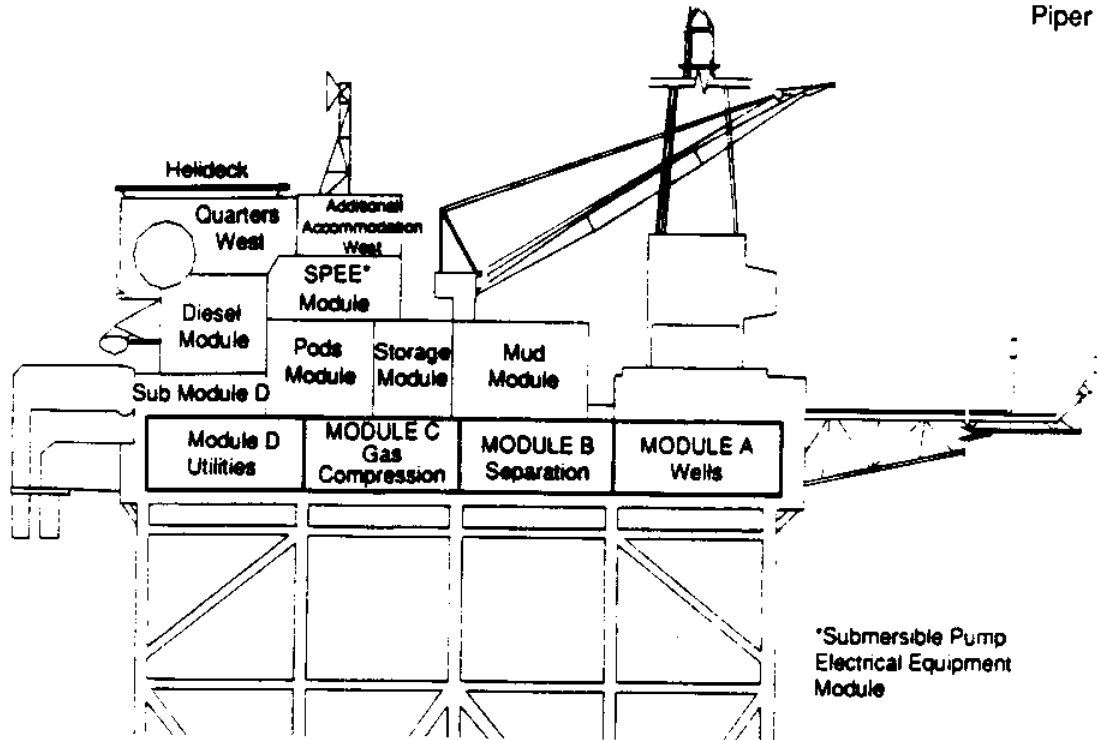 Piper
Helideck
Quarters
West
Additional
Accommodation
West
SPEE*
Module
Diesel
Module
Pods
Module
Storage
Module
Mud
Module
Sub Module D
Module D
Utilities
MODULE C
Gas
Compression
MODULE B
Separation
MODULE A
Wells
*Submersible Pump
Electrical Equipment
Module